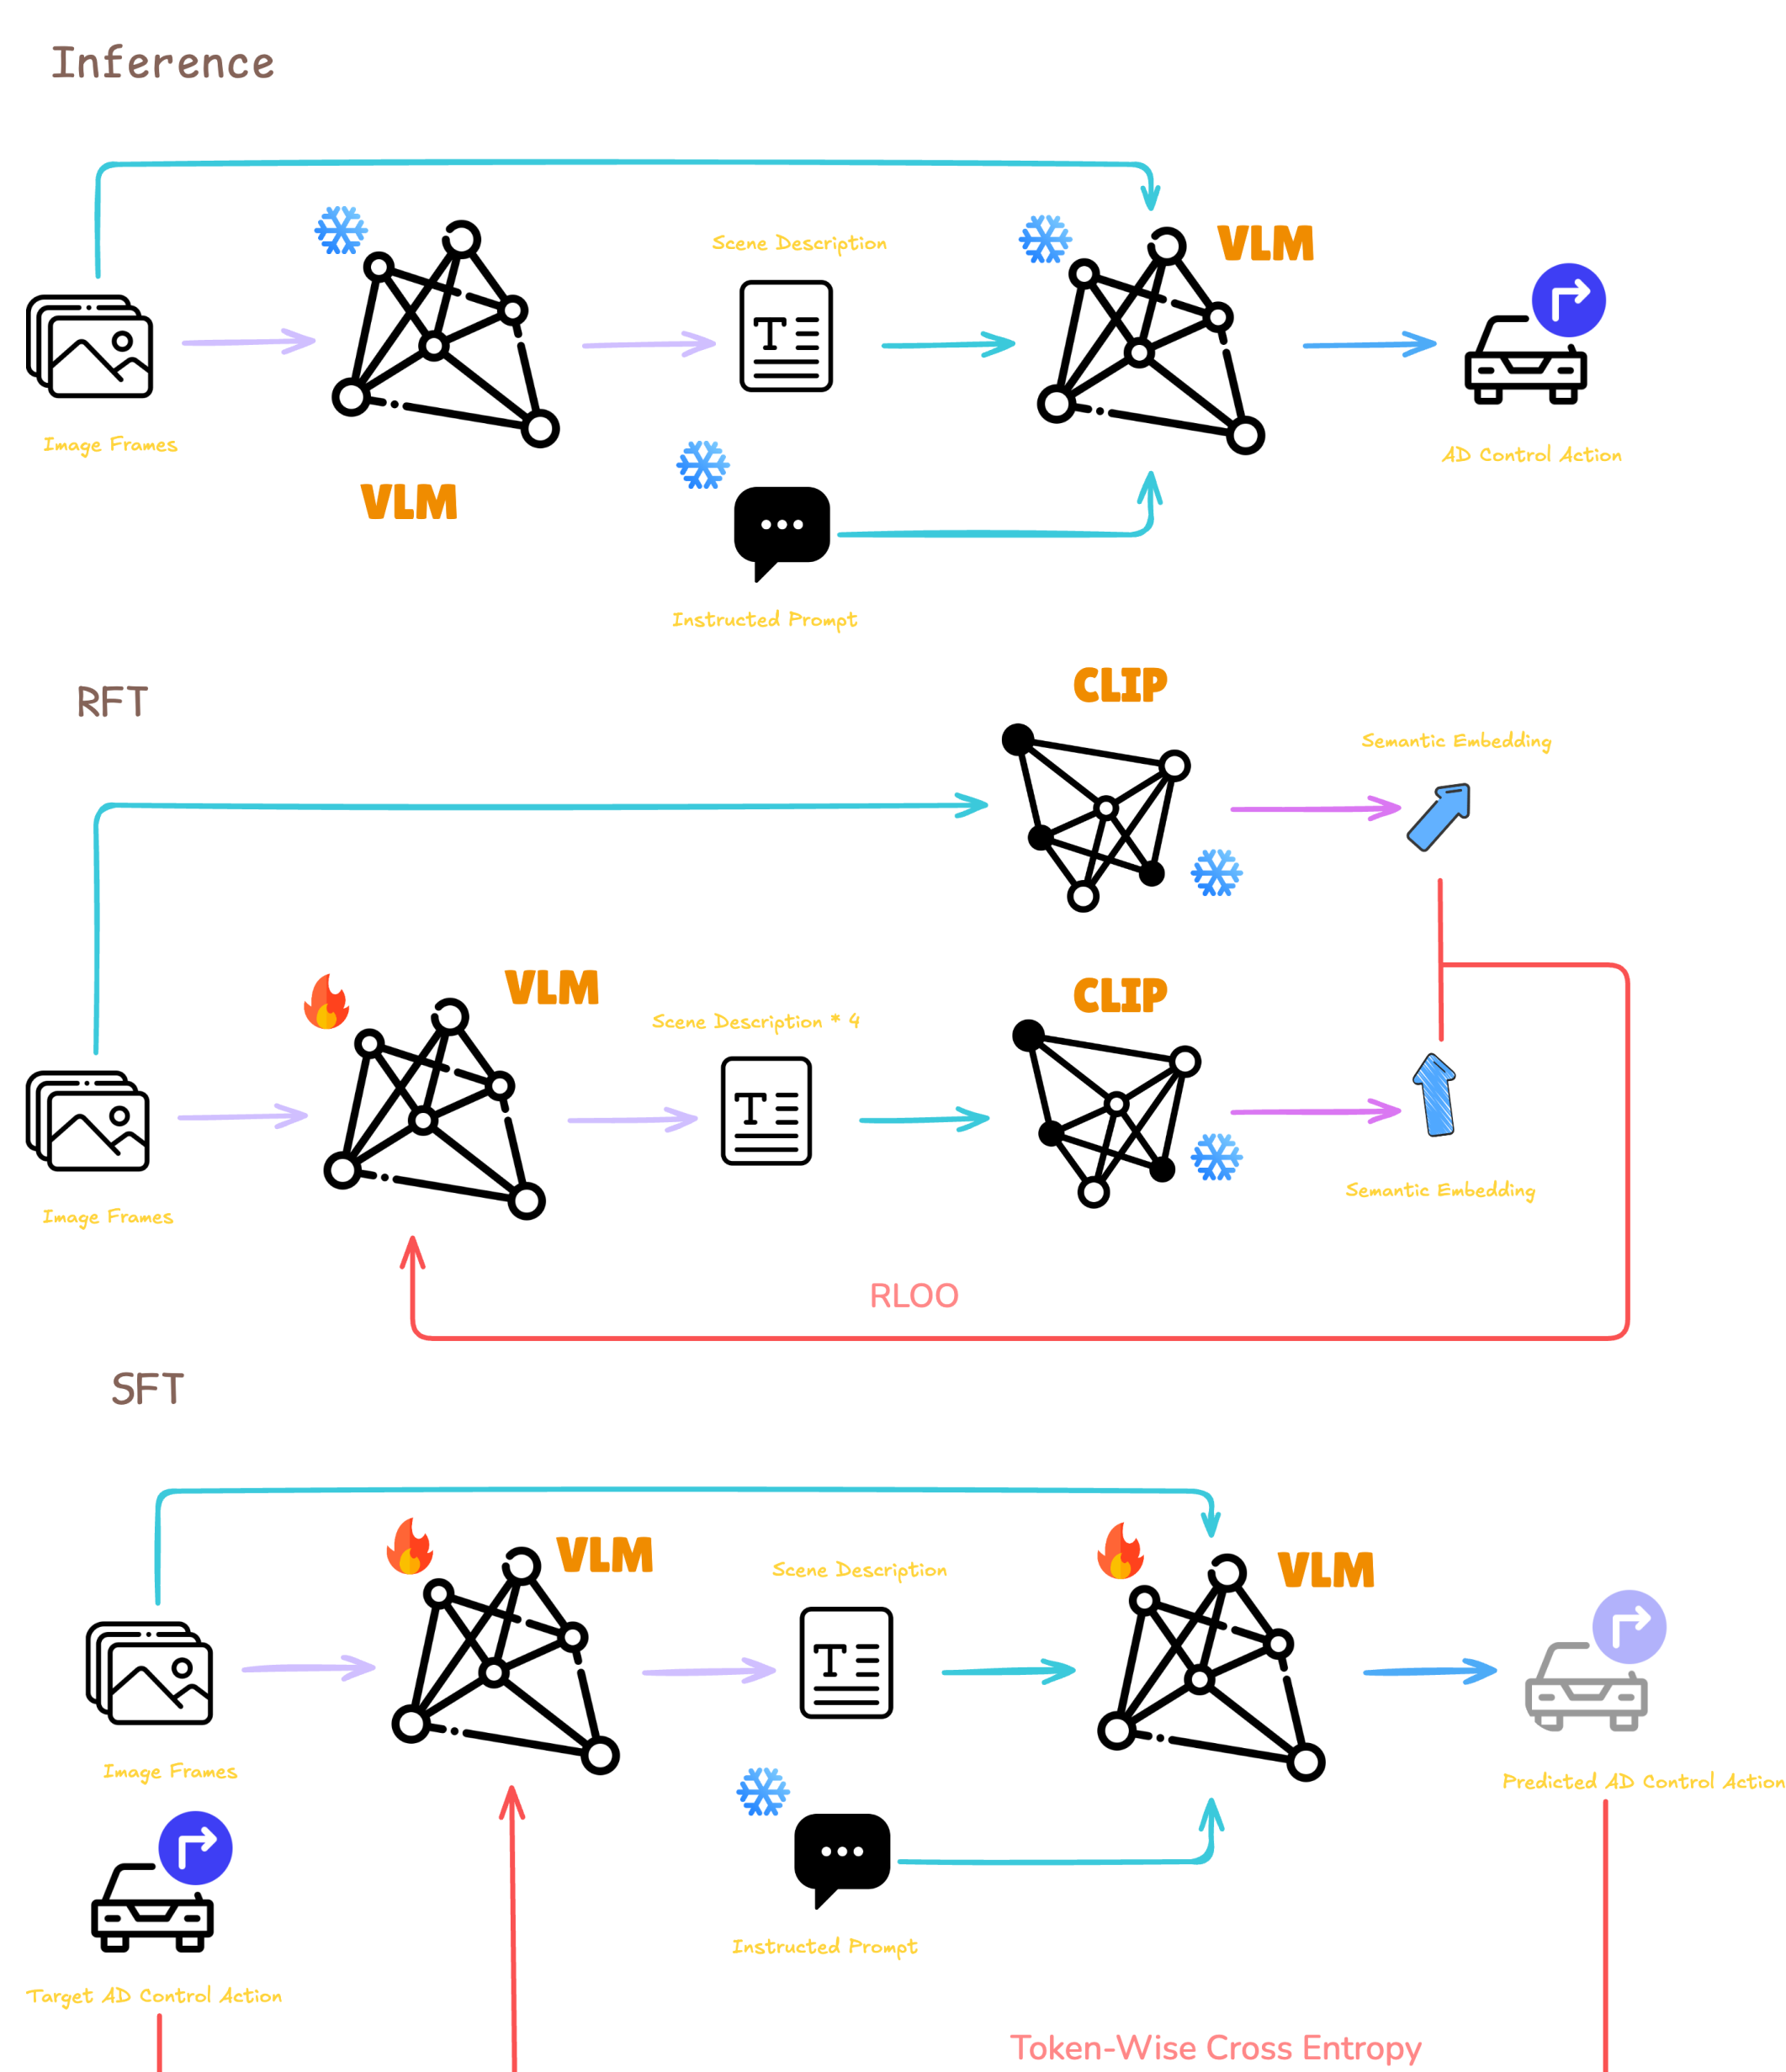 Inference
Scene Description
VLM
Image Frames
AD Control Action
VLM
Instructed Prompt
RFT
CLIP
Semantic Embedding
VLM
CLIP
Scene Description * 4
Image Frames
Semantic Embedding
RLOO
SFT
VLM
Scene Description
VLM
Image Frames
Predicted AD Control Action
Instructed Prompt
Target AD Control Action
Token-Wise Cross Entropy